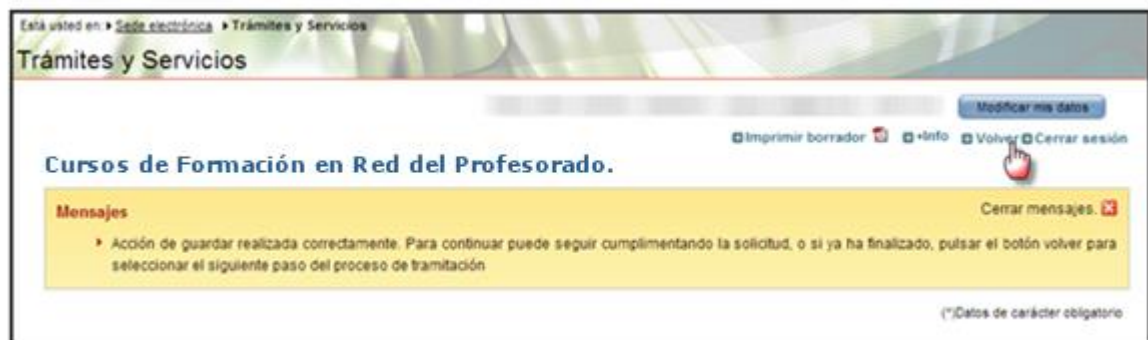 Está usted en: Sede electrónica Trámites y Servicios
Trámites y Servicios
Modificar mis datos
Imprimir borrador +Info Volver Cerrar sesión
Cursos de Formación en Red del Profesorado.
Mensajes Cerrar mensajes.
Acción de guardar realizada correctamente. Para continuar puede seguir cumplimentando la solicitud, o si ya ha finalizado, pulsar el botón volver para
seleccionar el siguiente paso del proceso de tramitación
(*)Datos de carácter obligatorio